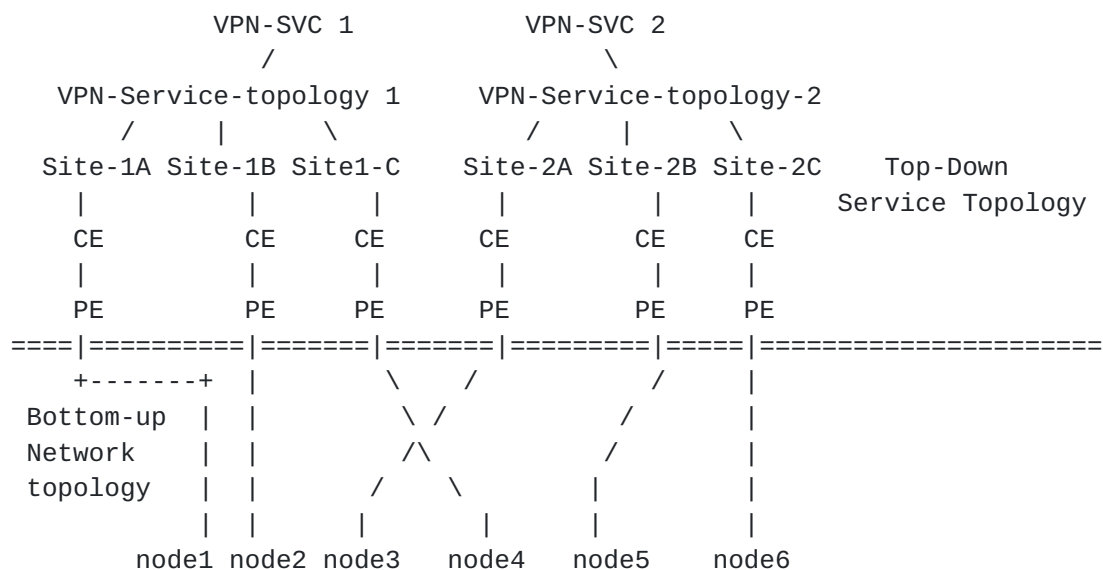 VPN-SVC 1 VPN-SVC 2
VPN-Service-topology 1 VPN-Service-topology-2
Site-1A Site-1B Site1-C Site-2A Site-2B Site-2C Top-Down
Service Topology
CE CE CE CE CE CE
PE PE PE PE PE PE
Bottom-up
Network
topology
node1 node2 node3 node4 node5 node6